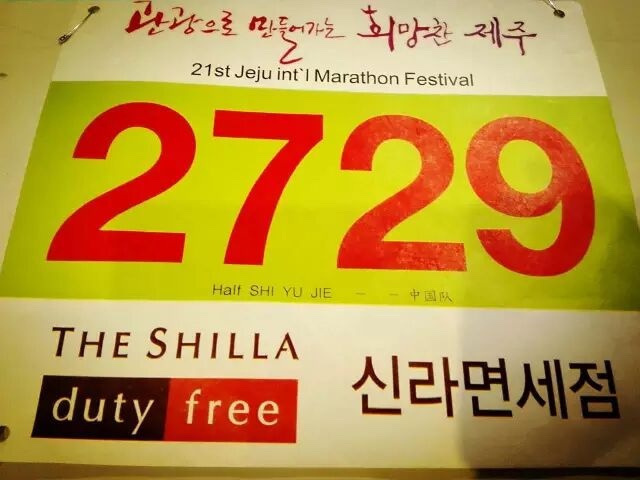 관광으로 만들어가는 희망찬 제주
21st Jeju int`l Marathon Festival
2729
Half SHI YU JIE — — 中国队
THE SHILLA
duty free
신라면세점